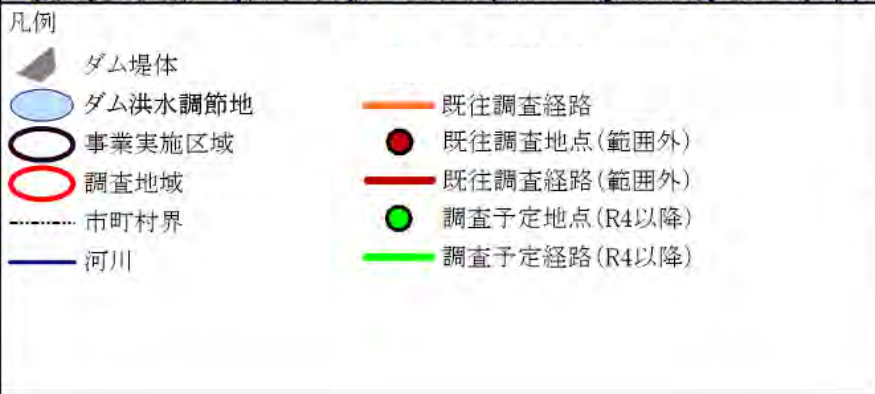 凡例
ダム堤体
ダム洪水調節地
事業実施区域
調査地域
市町村界
河川
既往調査経路
既往調査地点(範囲外)
既往調査経路(範囲外)
調査予定地点(R4以降)
調査予定経路(R4以降)